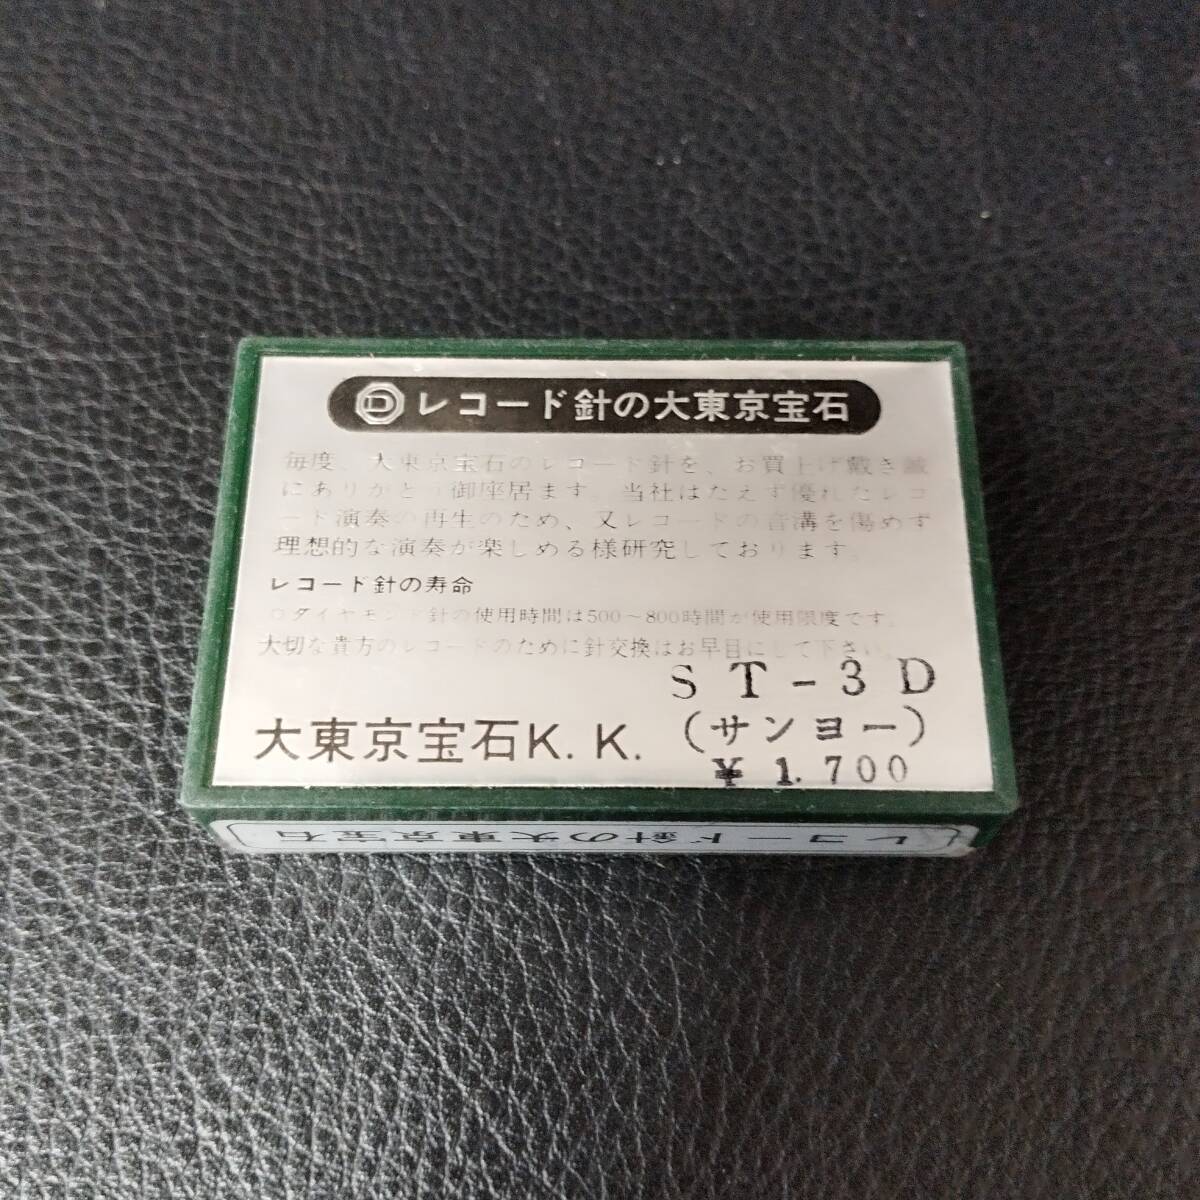 D レコード針の大東京宝石
毎度、大東京宝石のレコード針を、お買上げ戴き誠
にありがとう御座居ます。当社はたえず優れたレコ
ード演奏の再生のため、又レコードの音溝を傷めず
理想的な演奏が楽しめる様研究しております。
レコード針の寿命
○ダイヤモンド針の使用時間は500～800時間が使用限度です。
大切な貴方のレコードのために針交換はお早目にして下さい。
ST-3D
大東京宝石K.K.
(サンヨー)
¥1.700
レコード針の大東京宝石